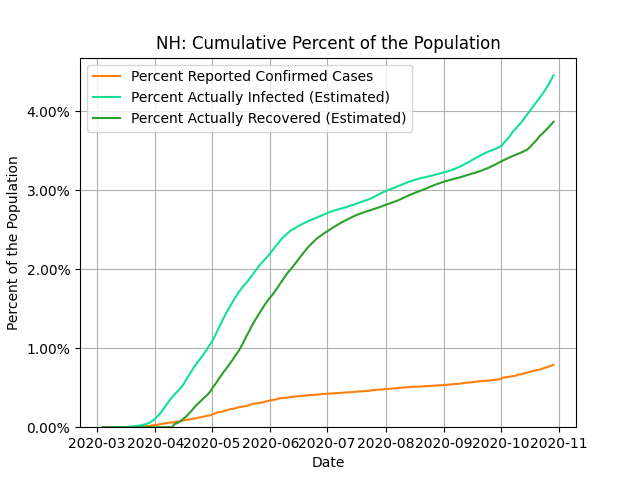 NH: Cumulative Percent of the Population
Percent Reported Confirmed Cases
Percent Actually Infected (Estimated)
Percent Actually Recovered (Estimated)
4.00%
3.00%
2.00%
1.00%
0.00%
Percent of the Population
2020-03 2020-04 2020-05 2020-06 2020-07 2020-08 2020-09 2020-10 2020-11
Date